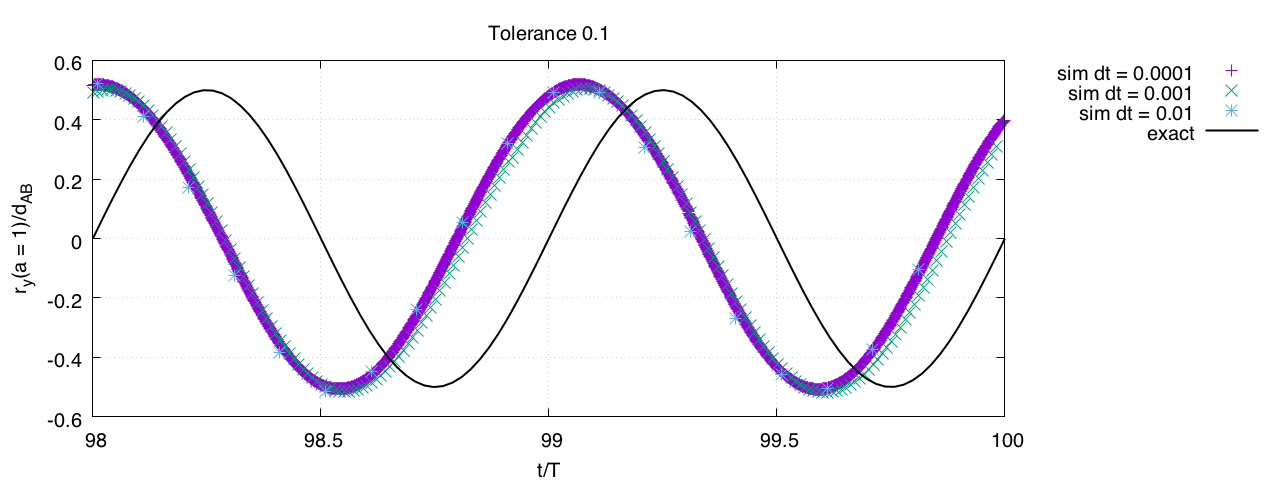 Tolerance 0.1
0.6
0.4
0.2
0
-0.2
-0.4
-0.6
r_y(a = 1)/d_AB
98
98.5
99
99.5
100
t/T
sim dt = 0.0001
sim dt = 0.001
sim dt = 0.01
exact